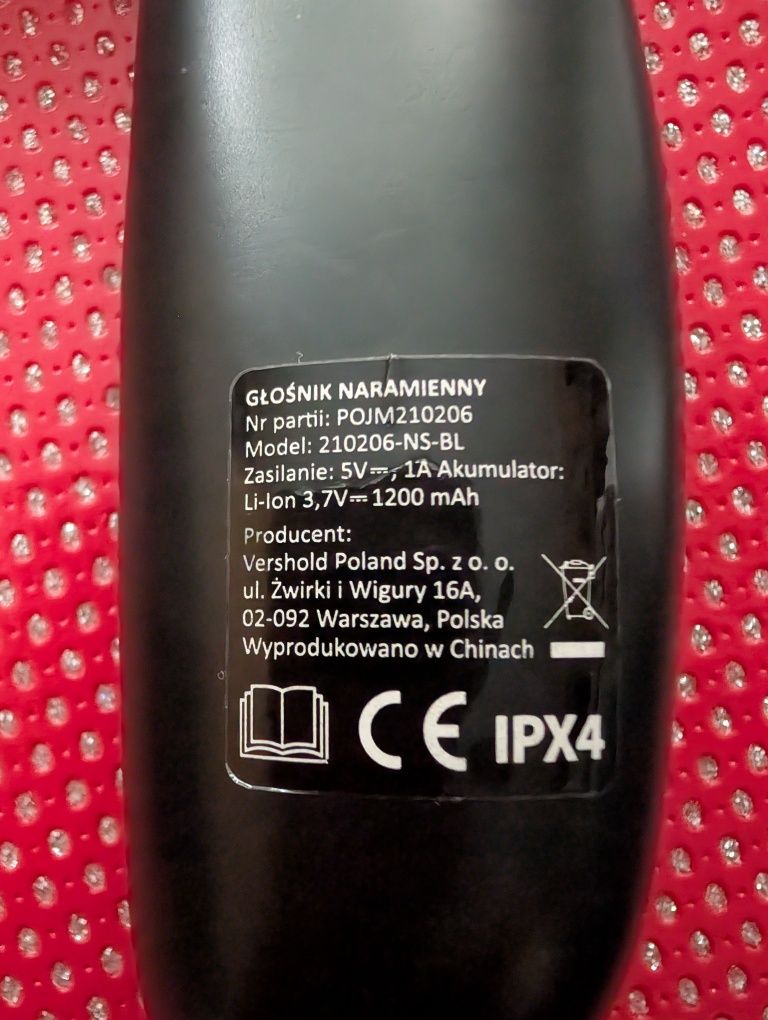 GŁOŚNIK NARAMIENNY
Nr partii: POJM210206
Model: 210206-NS-BL
Zasilanie: 5V⎓, 1A Akumulator:
Li-Ion 3,7V⎓1200 mAh
Producent:
Vershold Poland Sp. z o. o.
ul. Żwirki i Wigury 16A,
02-092 Warszawa, Polska
Wyprodukowano w Chinach
CE IPX4